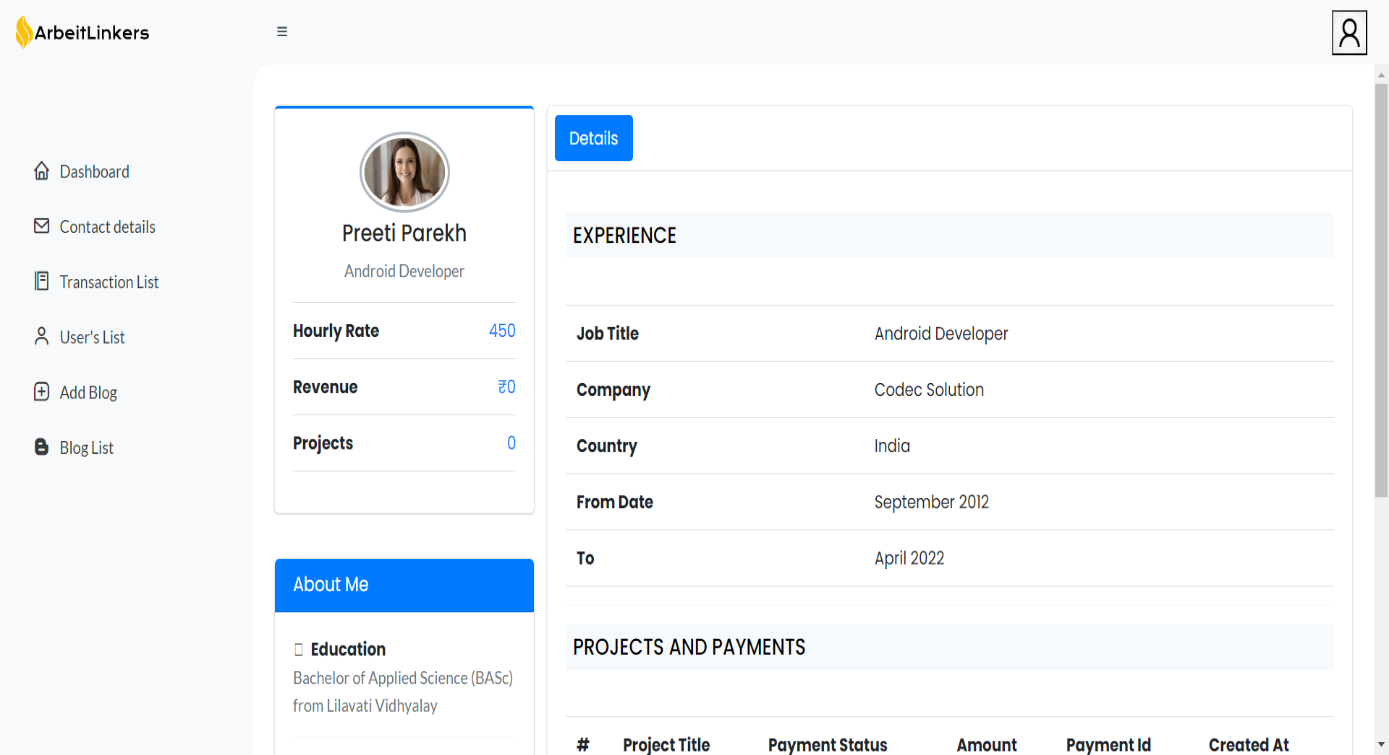 ArbeitLinkers
☰
Dashboard
Contact details
Transaction List
User's List
Add Blog
Blog List
Preeti Parekh
Android Developer
Hourly Rate 450
Revenue ₹0
Projects 0
About Me
Education
Bachelor of Applied Science (BASc)
from Lilavati Vidhyalay
Details
EXPERIENCE
Job Title Android Developer
Company Codec Solution
Country India
From Date September 2012
To April 2022
PROJECTS AND PAYMENTS
# Project Title Payment Status Amount Payment Id Created At